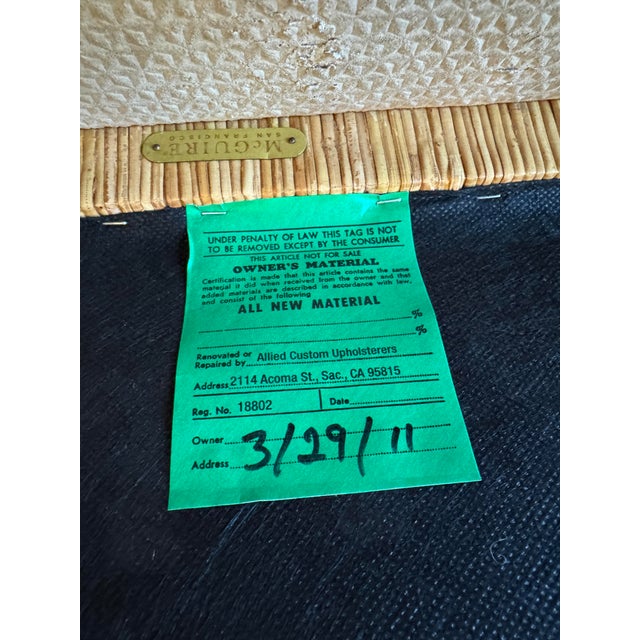 McGUIRE
SAN FRANCISCO
UNDER PENALTY OF LAW THIS TAG IS NOT
TO BE REMOVED EXCEPT BY THE CONSUMER
THIS ARTICLE NOT FOR SALE
OWNER'S MATERIAL
Certification is made that this article contains the same
material it did when received from the owner and that
added materials are described in accordance with law,
and consist of the following
ALL NEW MATERIAL
%
%
Renovated or
Repaired by Allied Custom Upholsterers
Address 2114 Acoma St., Sac., CA 95815
Reg. No. 18802 Date
Owner
Address 3/29/11